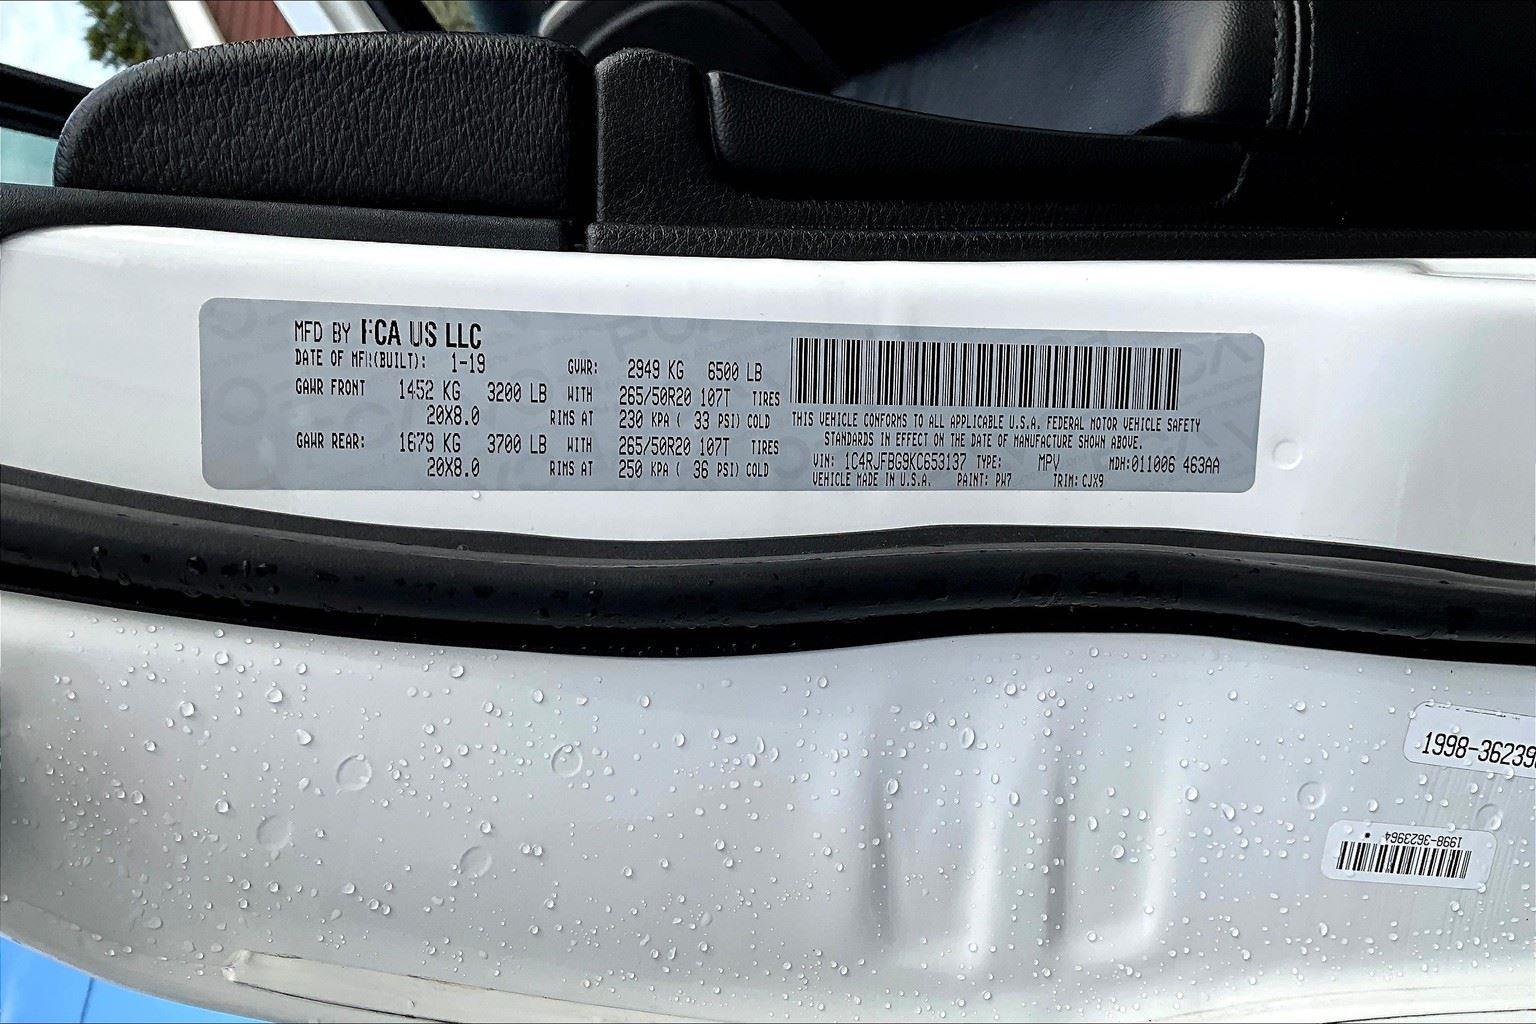 MFD BY FCA US LLC
DATE OF MFR(BUILT): 1-19 GVWR: 2949 KG 6500 LB
GAWR FRONT 1452 KG 3200 LB WITH 265/50R20 107T TIRES
20X8.0 RIMS AT 230 KPA ( 33 PSI) COLD
GAWR REAR: 1679 KG 3700 LB WITH 265/50R20 107T TIRES
20X8.0 RIMS AT 250 KPA ( 36 PSI) COLD
THIS VEHICLE CONFORMS TO ALL APPLICABLE U.S.A. FEDERAL MOTOR VEHICLE SAFETY
STANDARDS IN EFFECT ON THE DATE OF MANUFACTURE SHOWN ABOVE.
VIN: 1C4RJFBG9KC653137 TYPE: MPV MDH:011006 463AA
VEHICLE MADE IN U.S.A. PAINT: PW7 TRIM: CJX9
1998-36239
1998-3623964